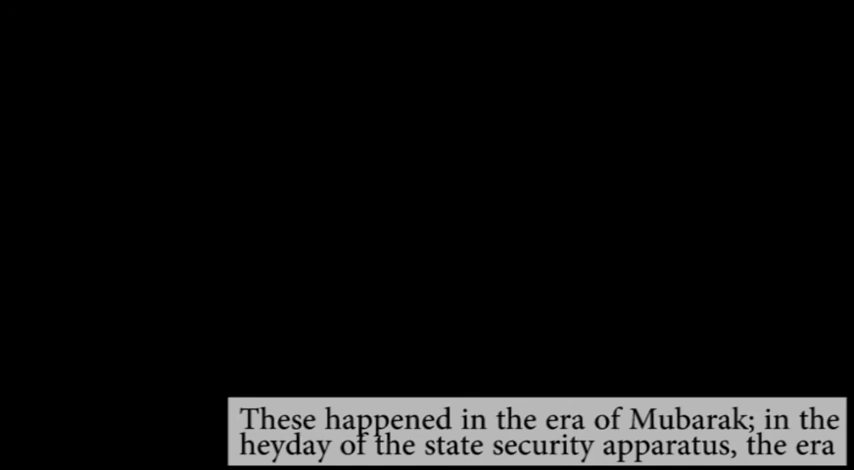 These happened in the era of Mubarak; in the
heyday of the state security apparatus, the era